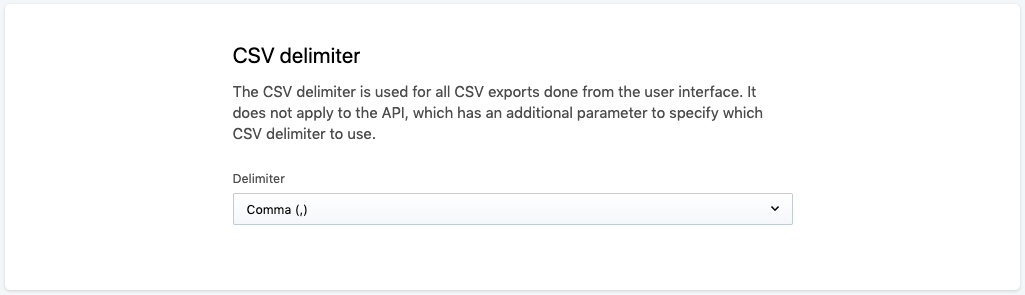 CSV delimiter
The CSV delimiter is used for all CSV exports done from the user interface. It
does not apply to the API, which has an additional parameter to specify which
CSV delimiter to use.
Delimiter
Comma (,)